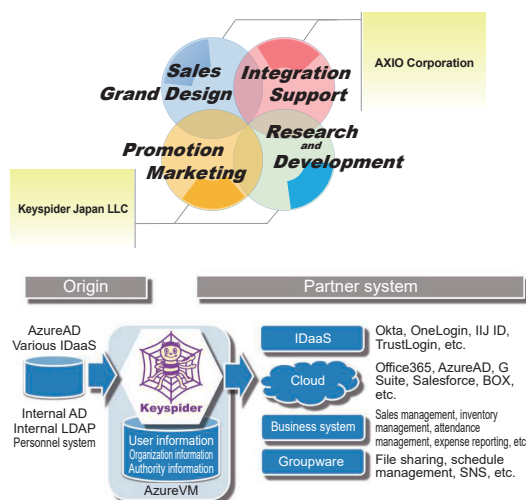 AXIO Corporation
Sales
Grand Design
Integration
Support
Promotion
Marketing
Research
and
Development
Keyspider Japan LLC
Origin
Partner system
AzureAD
Various IDaaS
Internal AD
Internal LDAP
Personnel system
Keyspider
User information
Organization information
Authority information
AzureVM
IDaaS
Okta, OneLogin, IIJ ID,
TrustLogin, etc.
Cloud
Office365, AzureAD, G
Suite, Salesforce, BOX,
etc.
Business system
Sales management, inventory
management, attendance
management, expense reporting, etc
Groupware
File sharing, schedule
management, SNS, etc.